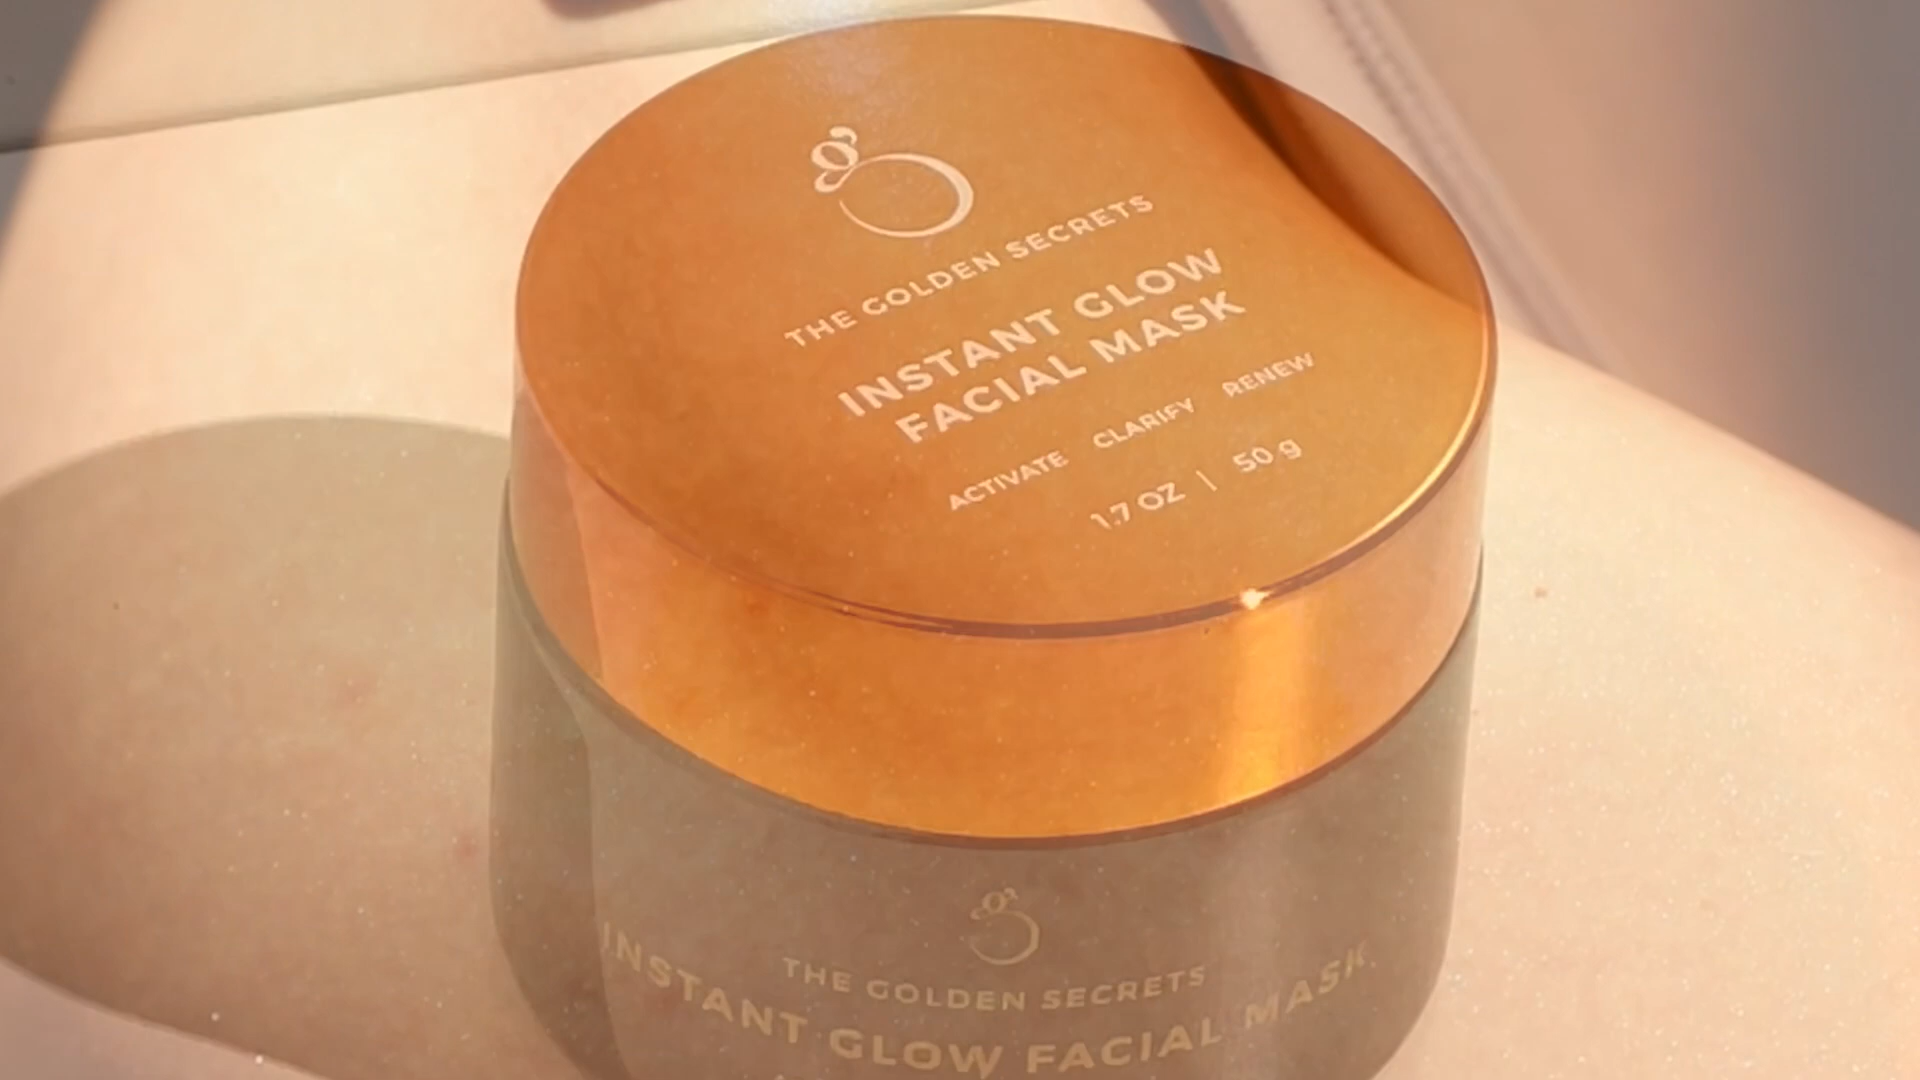 THE GOLDEN SECRETS
INSTANT GLOW
FACIAL MASK
ACTIVATE CLARIFY RENEW
1.7 OZ | 50 g
THE GOLDEN SECRETS
INSTANT GLOW FACIAL MASK